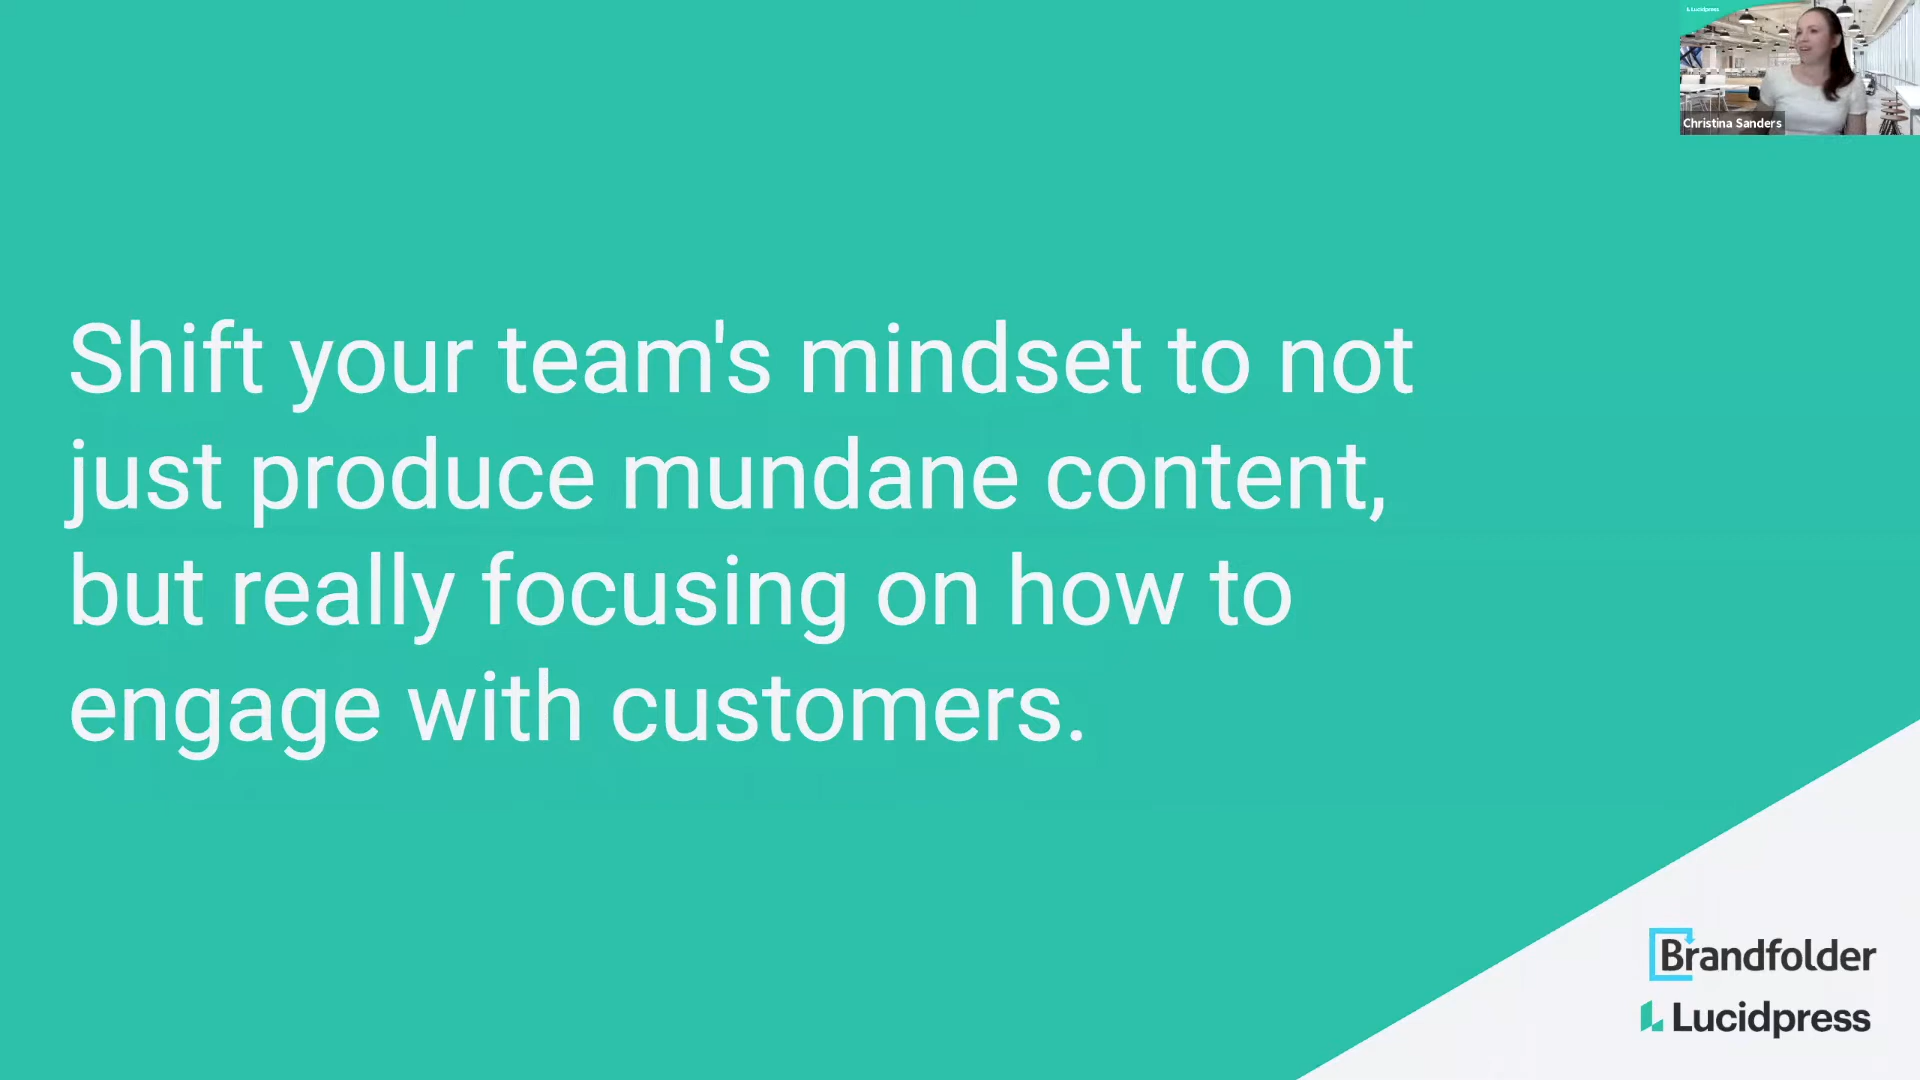 Lucidpress
Christina Sanders
Shift your team's mindset to not
just produce mundane content,
but really focusing on how to
engage with customers.
Brandfolder
Lucidpress